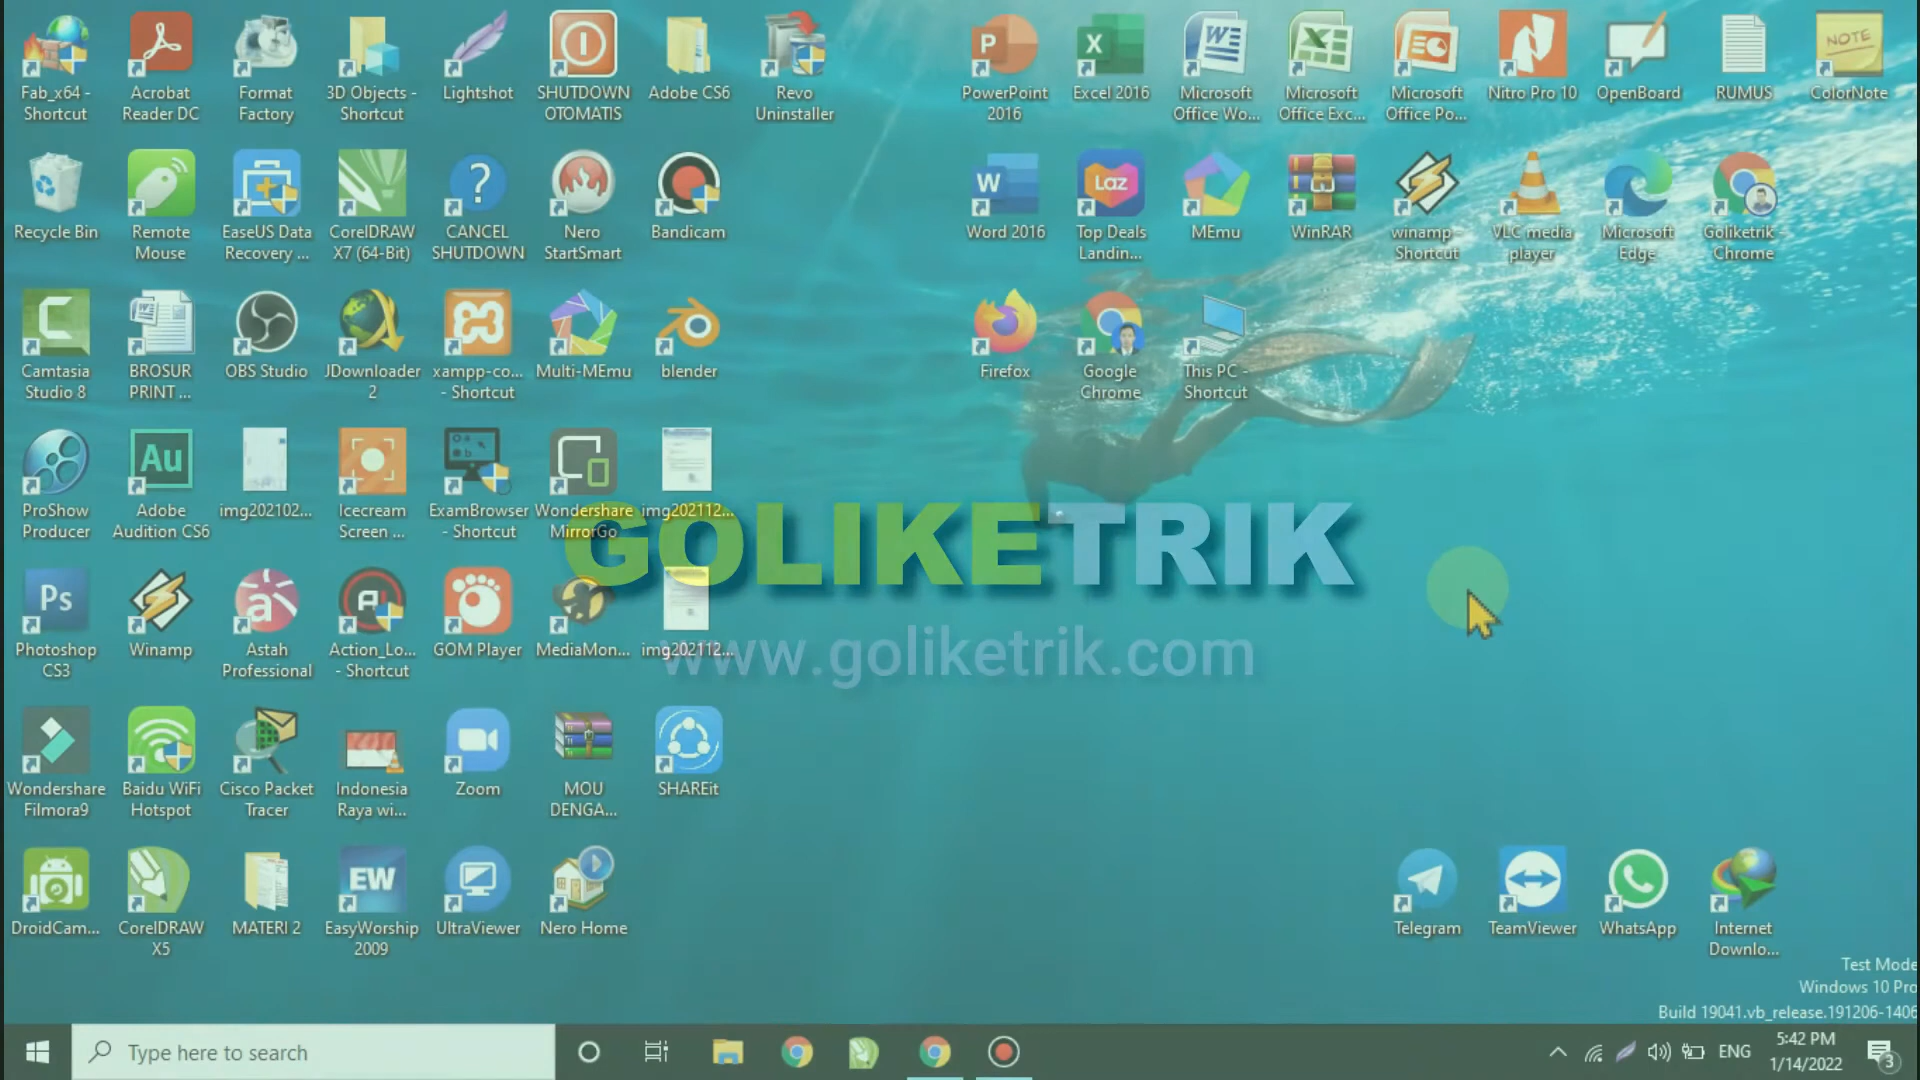 Fab_x64 -
Shortcut
Acrobat
Reader DC
Format
Factory
3D Objects -
Shortcut
Lightshot
SHUTDOWN
OTOMATIS
Adobe CS6
Revo
Uninstaller
PowerPoint
2016
Excel 2016
Microsoft
Office Wo...
Microsoft
Office Exc...
Microsoft
Office Po...
Nitro Pro 10
OpenBoard
RUMUS
NOTE
ColorNote
Recycle Bin
Remote
Mouse
EaseUS Data
Recovery ...
CorelDRAW
X7 (64-Bit)
CANCEL
SHUTDOWN
Nero
StartSmart
Bandicam
Word 2016
Laz
Top Deals
Landin...
MEmu
WinRAR
winamp -
Shortcut
VLC media
player
Microsoft
Edge
Goliketrik -
Chrome
Camtasia
Studio 8
BROSUR
PRINT ...
OBS Studio
JDownloader
2
xampp-co...
- Shortcut
Multi-MEmu
blender
Firefox
Google
Chrome
This PC -
Shortcut
ProShow
Producer
Au
Adobe
Audition CS6
img202102...
Icecream
Screen ...
ExamBrowser
- Shortcut
Wondershare
MirrorGo
img202112...
GOLIKETRIK
www.goliketrik.com
Ps
Photoshop
CS3
Winamp
Astah
Professional
Action_Lo...
- Shortcut
GOM Player
MediaMon...
img202112...
Wondershare
Filmora9
Baidu WiFi
Hotspot
Cisco Packet
Tracer
Indonesia
Raya wi...
Zoom
MOU
DENGA...
SHAREit
DroidCam...
CorelDRAW
X5
MATERI 2
EW
EasyWorship
2009
UltraViewer
Nero Home
Telegram
TeamViewer
WhatsApp
Internet
Downlo...
Test Mode
Windows 10 Pro
Build 19041.vb_release.191206-1406
Type here to search
ENG
5:42 PM
1/14/2022
3